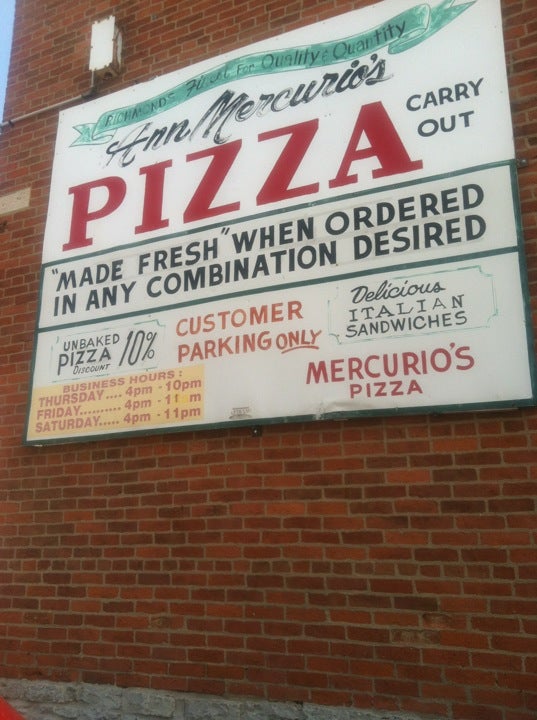 RICHMONDS Finest For Quality & Quantity
Ann Mercurio's
PIZZA
CARRY
OUT
"MADE FRESH" WHEN ORDERED
IN ANY COMBINATION DESIRED
UNBAKED
PIZZA 10%
DISCOUNT
CUSTOMER
PARKING ONLY
Delicious
ITALIAN
SANDWICHES
BUSINESS HOURS:
THURSDAY.... 4pm - 10pm
FRIDAY.......... 4pm - 11 m
SATURDAY..... 4pm - 11pm
MERCURIO'S
PIZZA